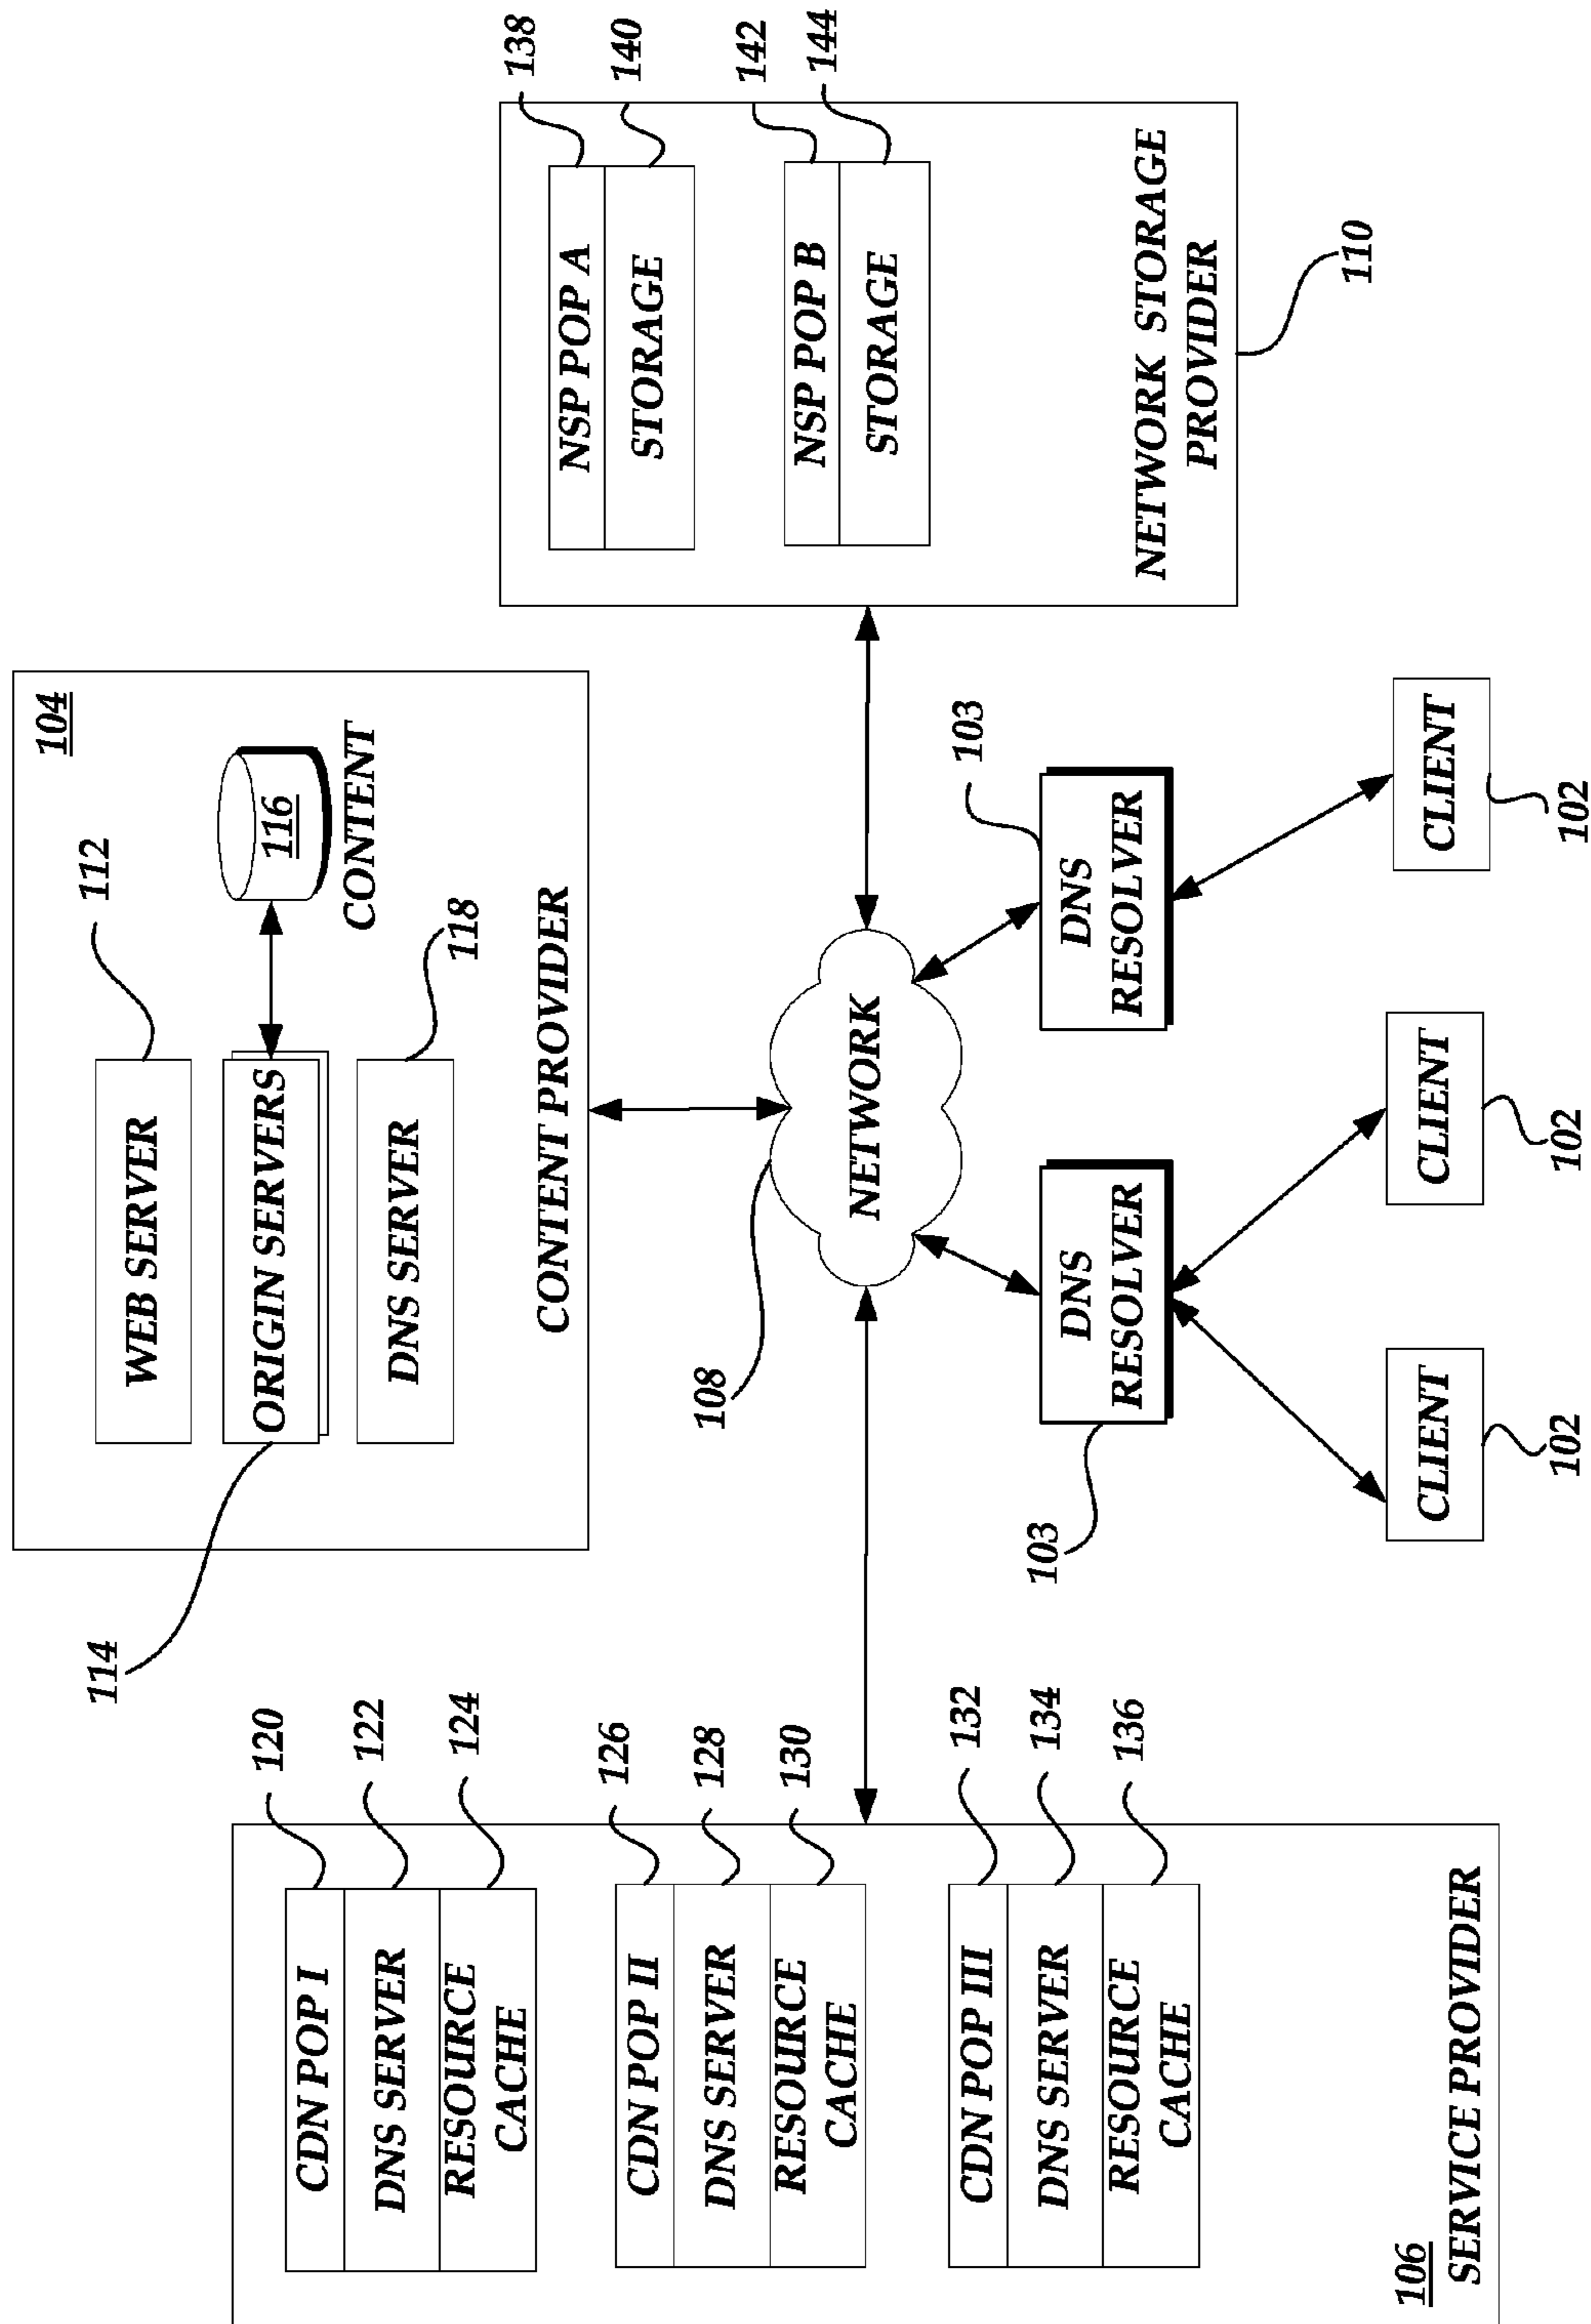 104
WEB SERVER
112
ORIGIN SERVERS
114
116
CONTENT
DNS SERVER
118
CONTENT PROVIDER
CDN POP I
120
DNS SERVER
122
RESOURCE
CACHE
124
CDN POP II
126
DNS SERVER
128
RESOURCE
CACHE
130
CDN POP III
132
DNS SERVER
134
RESOURCE
CACHE
136
106
SERVICE PROVIDER
108
NETWORK
NSP POP A
138
STORAGE
140
NSP POP B
142
STORAGE
144
NETWORK STORAGE
PROVIDER
110
DNS
RESOLVER
103
DNS
RESOLVER
103
CLIENT
102
CLIENT
102
CLIENT
102